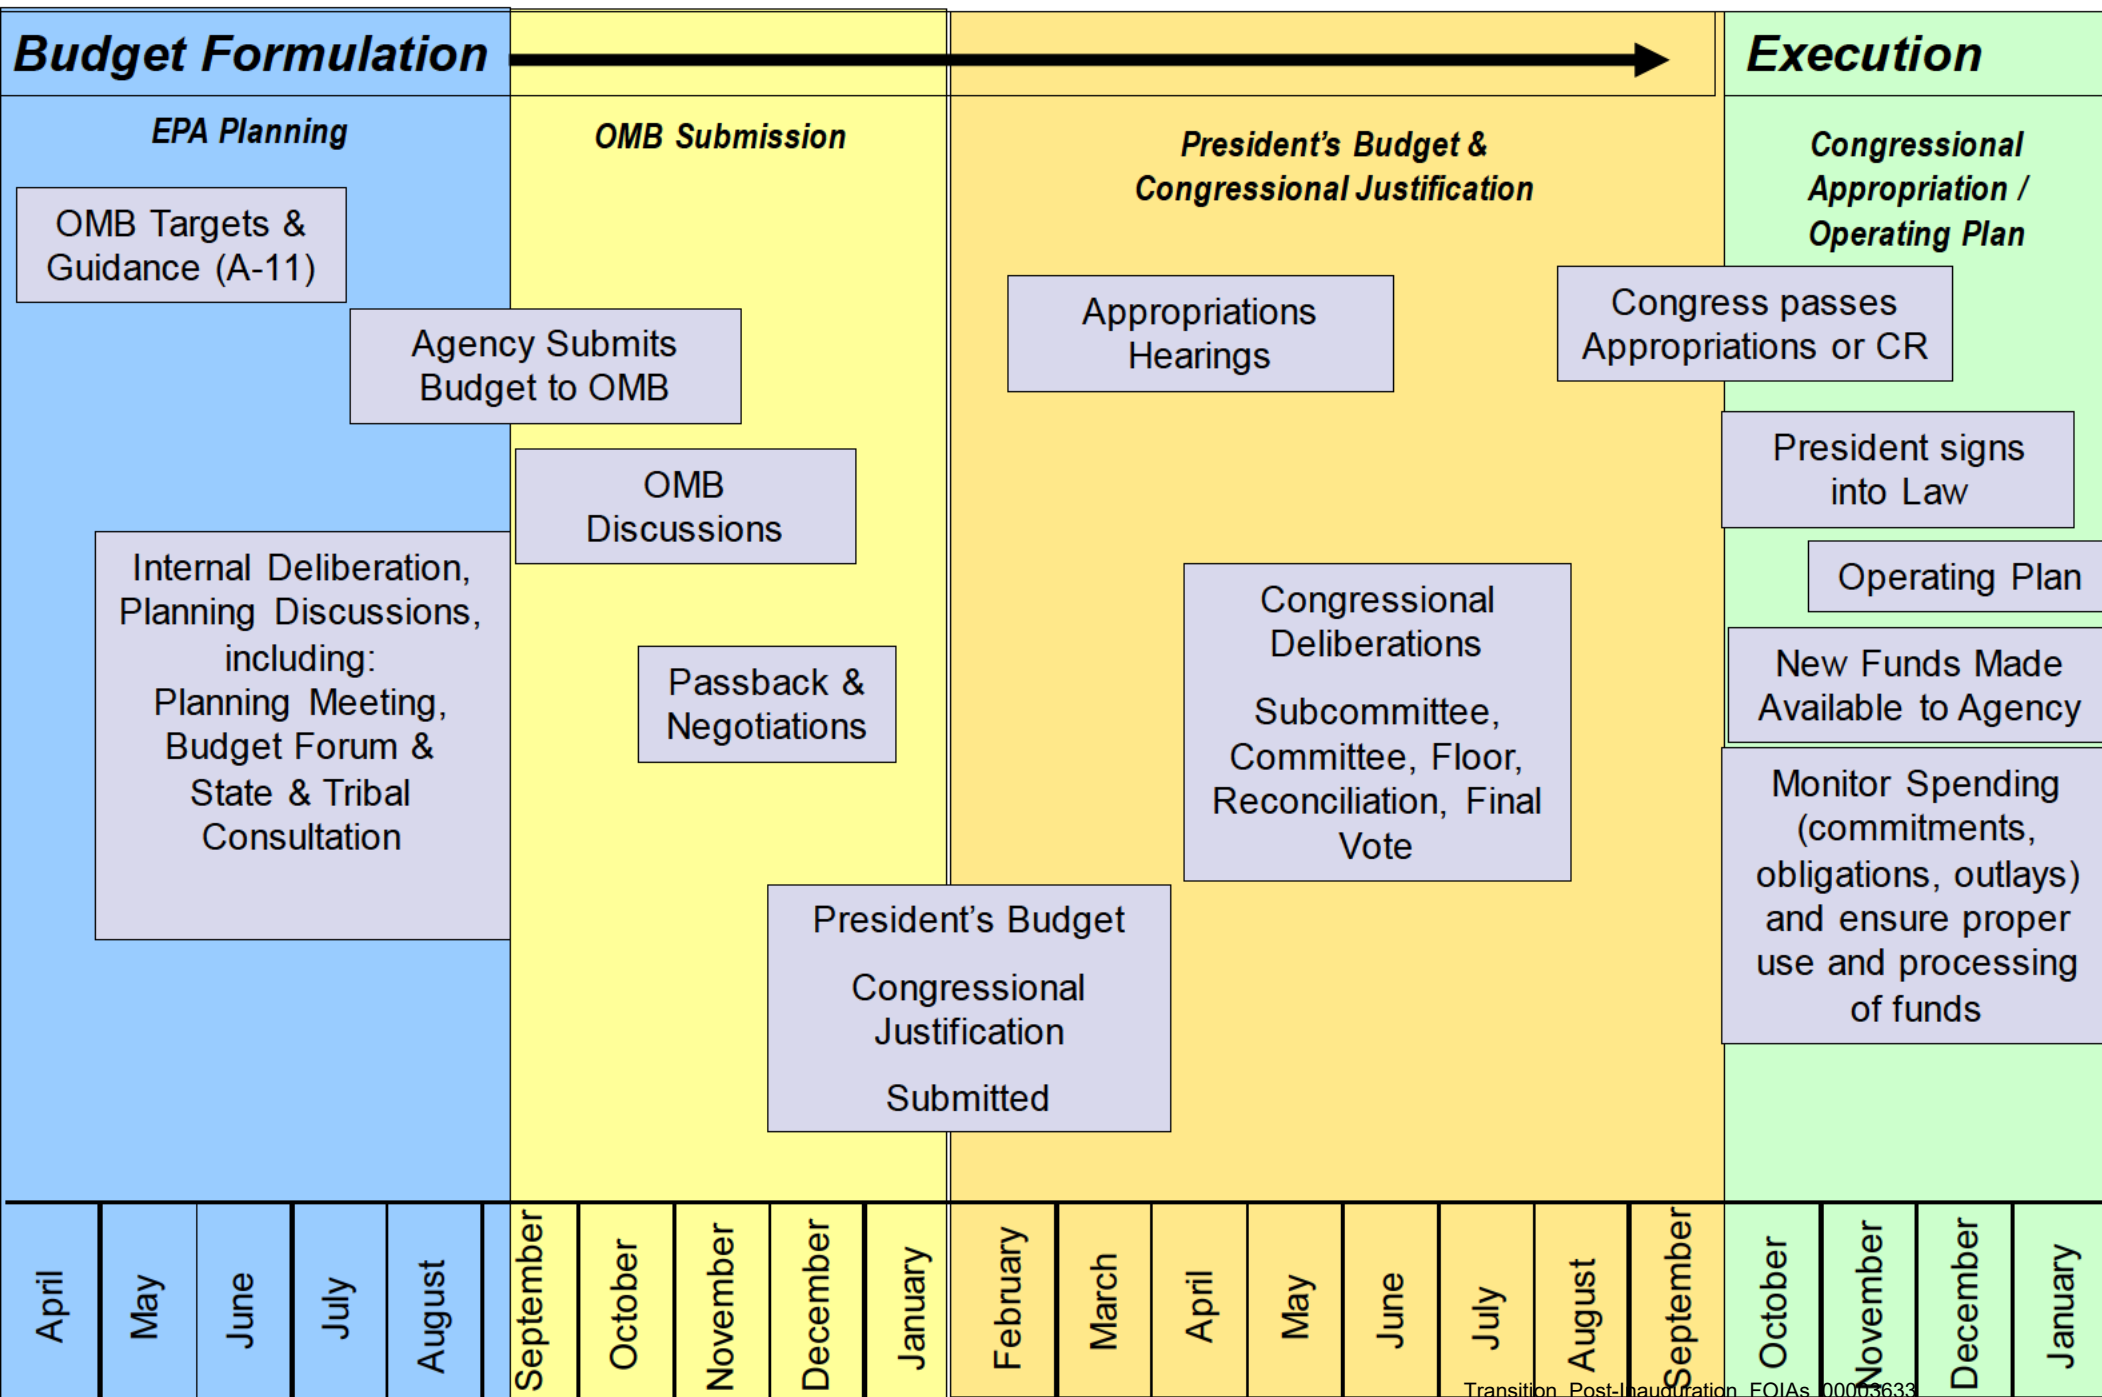 Budget Formulation
Execution
EPA Planning
OMB Submission
President's Budget &
Congressional Justification
Congressional
Appropriation /
Operating Plan
OMB Targets &
Guidance (A-11)
Agency Submits
Budget to OMB
OMB
Discussions
Internal Deliberation,
Planning Discussions,
including:
Planning Meeting,
Budget Forum &
State & Tribal
Consultation
Passback &
Negotiations
President's Budget
Congressional
Justification
Submitted
Appropriations
Hearings
Congressional
Deliberations
Subcommittee,
Committee, Floor,
Reconciliation, Final
Vote
Congress passes
Appropriations or CR
President signs
into Law
Operating Plan
New Funds Made
Available to Agency
Monitor Spending
(commitments,
obligations, outlays)
and ensure proper
use and processing
of funds
April
May
June
July
August
September
October
November
December
January
February
March
April
May
June
July
August
September
October
November
December
January
Transition_Post-Inauguration_FOIAs_00003633